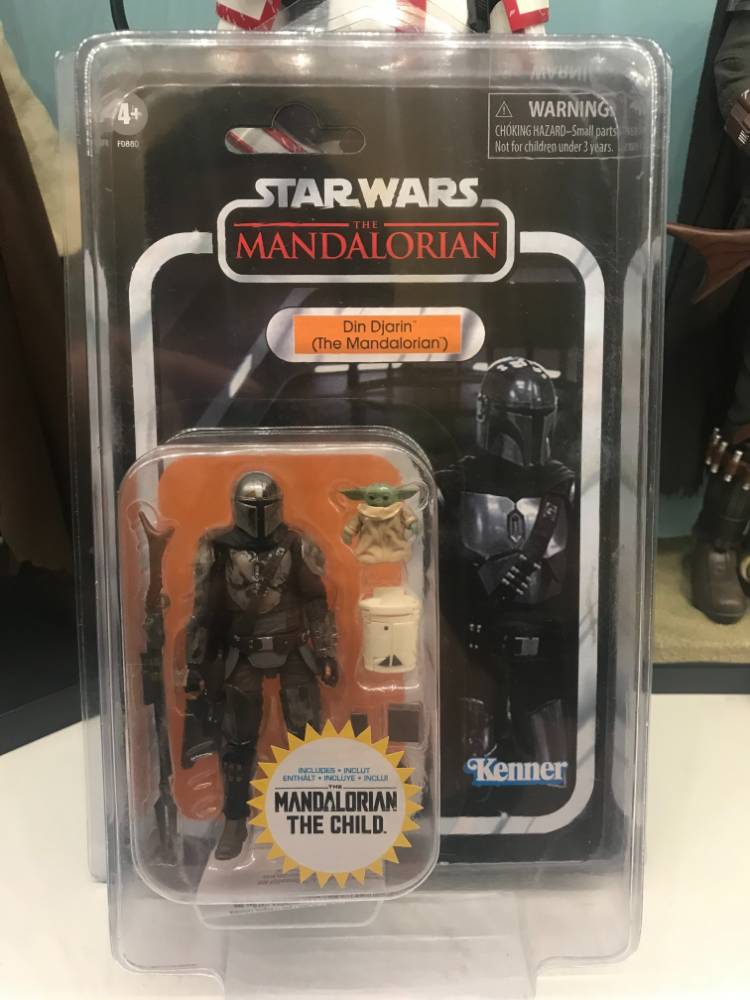 4+
F0880
WARNING:
CHOKING HAZARD–Small parts
Not for children under 3 years.
STAR WARS
THE
MANDALORIAN
Din Djarin™
(The Mandalorian)
Kenner
INCLUDES • INCLUT
ENTHÄLT • INCLUYE • INCLUI
THE
MANDALORIAN
THE CHILD